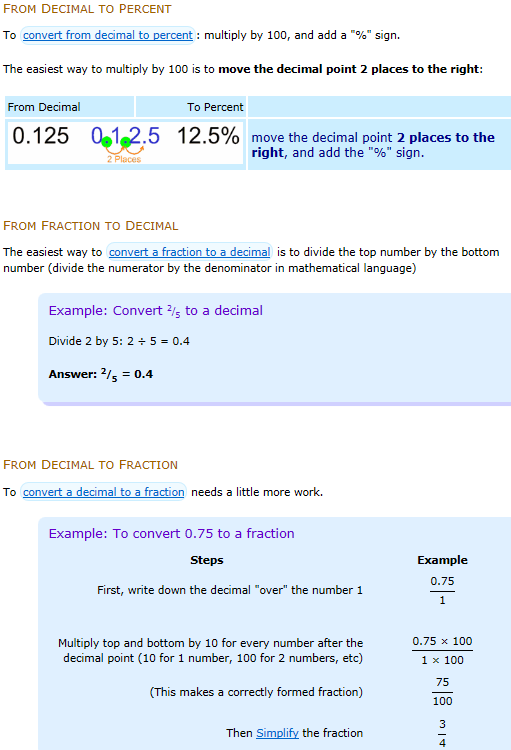 FROM DECIMAL TO PERCENT
To convert from decimal to percent : multiply by 100, and add a "%" sign.
The easiest way to multiply by 100 is to move the decimal point 2 places to the right:
From Decimal To Percent
0.125 0.1.2.5 12.5% move the decimal point 2 places to the
right, and add the "%" sign.
2 Places
FROM FRACTION TO DECIMAL
The easiest way to convert a fraction to a decimal is to divide the top number by the bottom
number (divide the numerator by the denominator in mathematical language)
Example: Convert 2/5 to a decimal
Divide 2 by 5: 2 ÷ 5 = 0.4
Answer: 2/5 = 0.4
FROM DECIMAL TO FRACTION
To convert a decimal to a fraction needs a little more work.
Example: To convert 0.75 to a fraction
Steps Example
First, write down the decimal "over" the number 1
0.75
1
Multiply top and bottom by 10 for every number after the
decimal point (10 for 1 number, 100 for 2 numbers, etc)
0.75 × 100
1 × 100
(This makes a correctly formed fraction)
75
100
Then Simplify the fraction
3
4